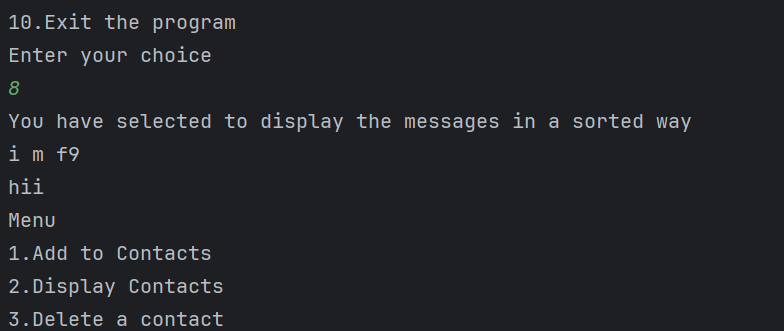 10.Exit the program
Enter your choice
8
You have selected to display the messages in a sorted way
i m f9
hii
Menu
1.Add to Contacts
2.Display Contacts
3.Delete a contact